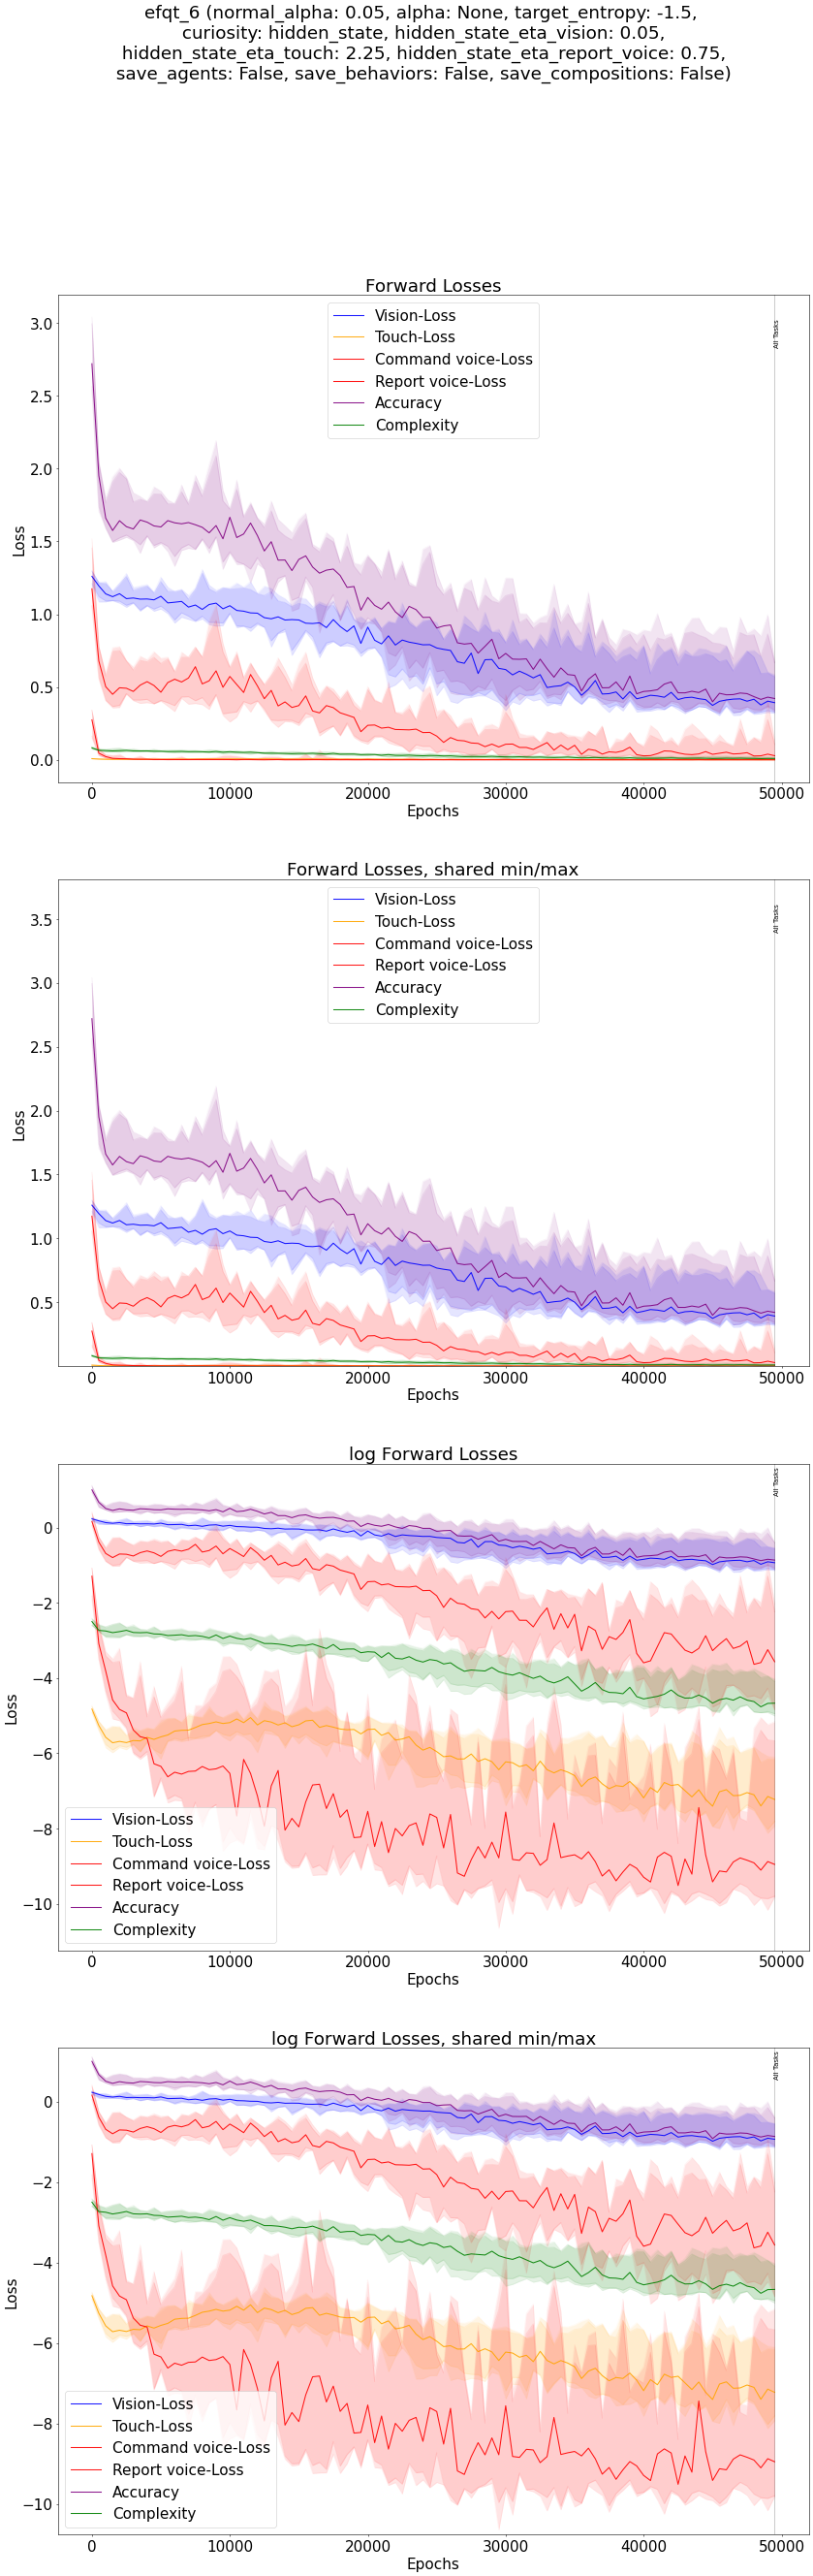 efqt_6 (normal_alpha: 0.05, alpha: None, target_entropy: -1.5,
curiosity: hidden_state, hidden_state_eta_vision: 0.05,
hidden_state_eta_touch: 2.25, hidden_state_eta_report_voice: 0.75,
save_agents: False, save_behaviors: False, save_compositions: False)
Forward Losses
Vision-Loss
Touch-Loss
Command voice-Loss
Report voice-Loss
Accuracy
Complexity
All Tasks
3.0
2.5
2.0
1.5
1.0
0.5
0.0
Loss
0 10000 20000 30000 40000 50000
Epochs
Forward Losses, shared min/max
Vision-Loss
Touch-Loss
Command voice-Loss
Report voice-Loss
Accuracy
Complexity
All Tasks
3.5
3.0
2.5
2.0
1.5
1.0
0.5
Loss
0 10000 20000 30000 40000 50000
Epochs
log Forward Losses
All Tasks
0
−2
−4
−6
−8
−10
Loss
Vision-Loss
Touch-Loss
Command voice-Loss
Report voice-Loss
Accuracy
Complexity
0 10000 20000 30000 40000 50000
Epochs
log Forward Losses, shared min/max
All Tasks
0
−2
−4
−6
−8
−10
Loss
Vision-Loss
Touch-Loss
Command voice-Loss
Report voice-Loss
Accuracy
Complexity
0 10000 20000 30000 40000 50000
Epochs